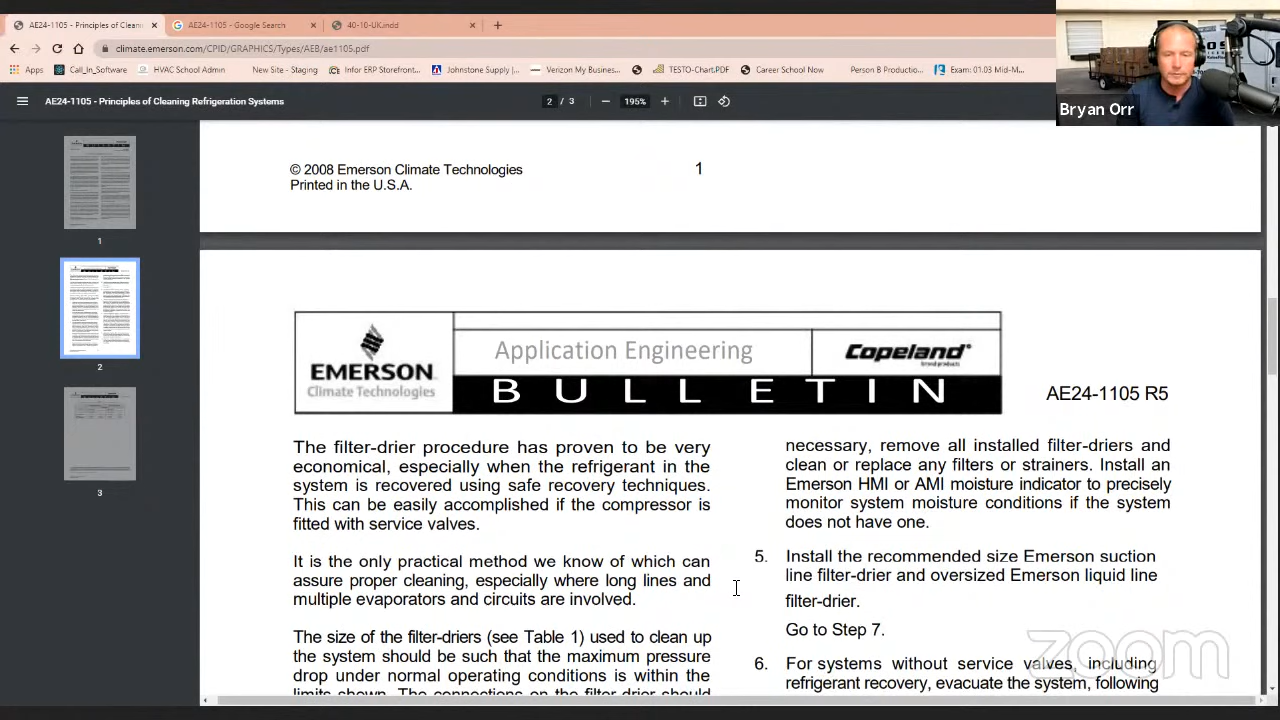 AE24-1105 - Principles of Cleani
AE24-1105 - Google Search
40-10-UK.indd
climate.emerson.com/CPID/GRAPHICS/Types/AEB/ae1105.pdf
Apps
Call_In_Software
HVAC School Admin
New Site - Staging
Infor ERP Storefront...
Johnstone Supply |...
Verizon My Business...
TESTO-Chart.PDF
Career School Now
Person B Productio...
Exam: 01.03 Mid-M...
Bryan Orr
AE24-1105 - Principles of Cleaning Refrigeration Systems
2 / 3
195%
1
2
3
© 2008 Emerson Climate Technologies
Printed in the U.S.A.
1
EMERSON
Climate Technologies
Application Engineering
Copeland®
brand products
BULLETIN
AE24-1105 R5
The filter-drier procedure has proven to be very
economical, especially when the refrigerant in the
system is recovered using safe recovery techniques.
This can be easily accomplished if the compressor is
fitted with service valves.
It is the only practical method we know of which can
assure proper cleaning, especially where long lines and
multiple evaporators and circuits are involved.
The size of the filter-driers (see Table 1) used to clean up
the system should be such that the maximum pressure
drop under normal operating conditions is within the
limits shown. The connections on the filter drier should
necessary, remove all installed filter-driers and
clean or replace any filters or strainers. Install an
Emerson HMI or AMI moisture indicator to precisely
monitor system moisture conditions if the system
does not have one.
5. Install the recommended size Emerson suction
line filter-drier and oversized Emerson liquid line
filter-drier.
Go to Step 7.
6. For systems without service valves, including
refrigerant recovery, evacuate the system, following
zoom